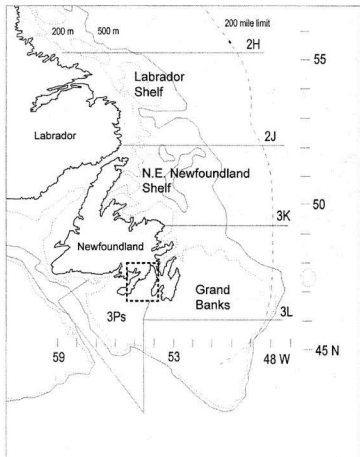 200 m
500 m
200 mile limit
2H
55
Labrador
Shelf
Labrador
2J
N.E. Newfoundland
Shelf
50
3K
Newfoundland
Grand
Banks
3Ps
3L
59
53
48 W
45 N